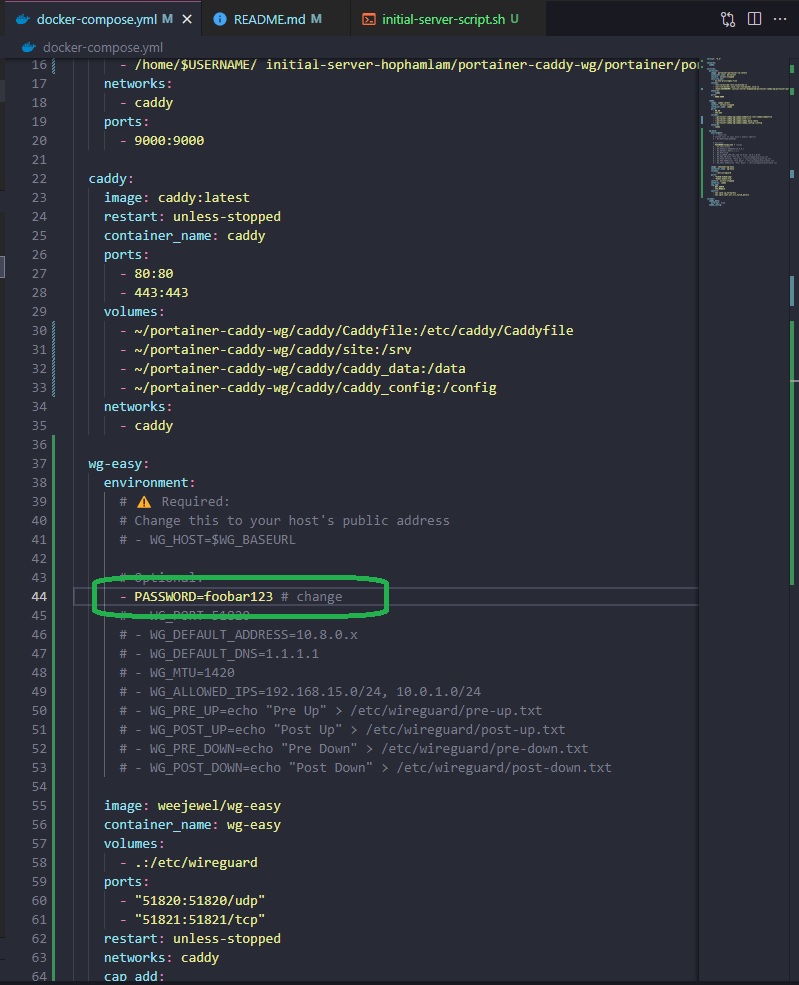 docker-compose.yml M
README.md M
initial-server-script.sh U
docker-compose.yml
16 - /home/$USERNAME/ initial-server-hophamlam/portainer-caddy-wg/portainer/po
17 networks:
18 - caddy
19 ports:
20 - 9000:9000
21
22 caddy:
23 image: caddy:latest
24 restart: unless-stopped
25 container_name: caddy
26 ports:
27 - 80:80
28 - 443:443
29 volumes:
30 - ~/portainer-caddy-wg/caddy/Caddyfile:/etc/caddy/Caddyfile
31 - ~/portainer-caddy-wg/caddy/site:/srv
32 - ~/portainer-caddy-wg/caddy/caddy_data:/data
33 - ~/portainer-caddy-wg/caddy/caddy_config:/config
34 networks:
35 - caddy
36
37 wg-easy:
38 environment:
39 # ⚠️ Required:
40 # Change this to your host's public address
41 # - WG_HOST=$WG_BASEURL
42
43 # Optional:
44 - PASSWORD=foobar123 # change
45 # - WG_PORT=51820
46 # - WG_DEFAULT_ADDRESS=10.8.0.x
47 # - WG_DEFAULT_DNS=1.1.1.1
48 # - WG_MTU=1420
49 # - WG_ALLOWED_IPS=192.168.15.0/24, 10.0.1.0/24
50 # - WG_PRE_UP=echo "Pre Up" > /etc/wireguard/pre-up.txt
51 # - WG_POST_UP=echo "Post Up" > /etc/wireguard/post-up.txt
52 # - WG_PRE_DOWN=echo "Pre Down" > /etc/wireguard/pre-down.txt
53 # - WG_POST_DOWN=echo "Post Down" > /etc/wireguard/post-down.txt
54
55 image: weejewel/wg-easy
56 container_name: wg-easy
57 volumes:
58 - .:/etc/wireguard
59 ports:
60 - "51820:51820/udp"
61 - "51821:51821/tcp"
62 restart: unless-stopped
63 networks: caddy
64 cap_add: